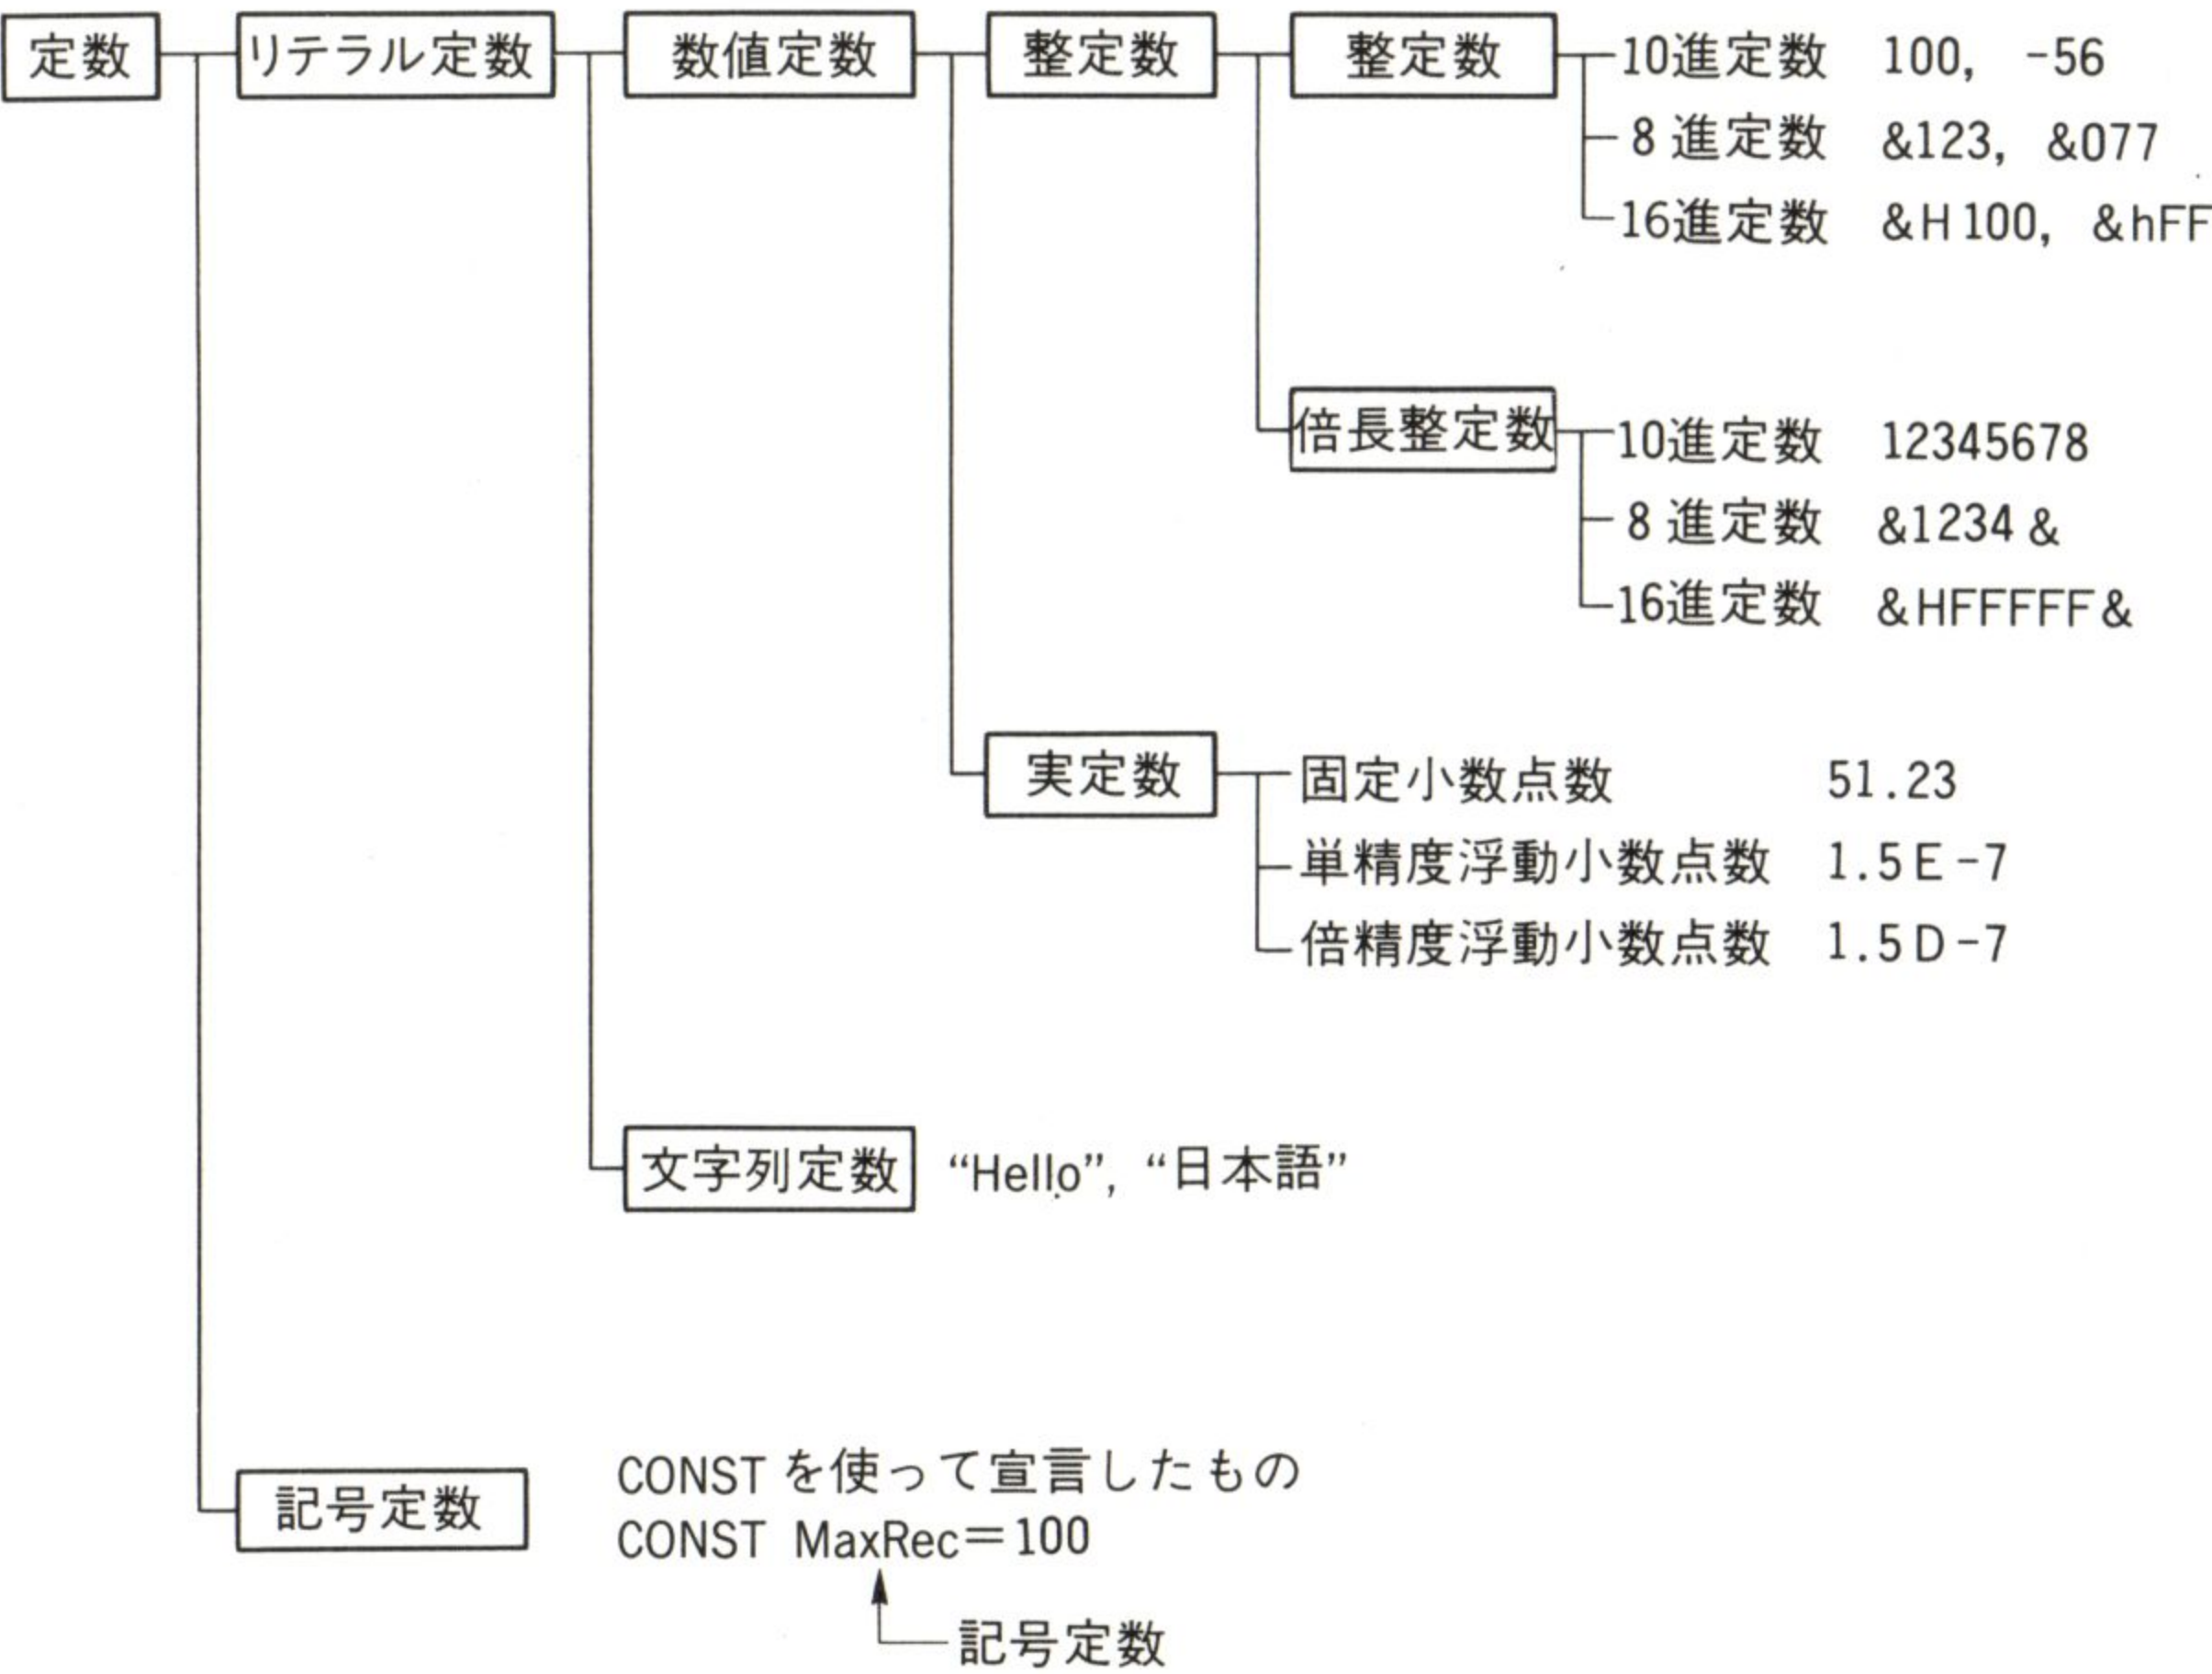 定数 リテラル定数 数値定数 整定数 整定数 10進定数 100, -56
8進定数 &123, &O77
16進定数 &H100, &hFF
倍長整定数 10進定数 12345678
8進定数 &1234&
16進定数 &HFFFFF&
実定数 固定小数点数 51.23
単精度浮動小数点数 1.5E-7
倍精度浮動小数点数 1.5D-7
文字列定数 “Hello”, “日本語”
記号定数 CONST を使って宣言したもの
CONST MaxRec=100
記号定数